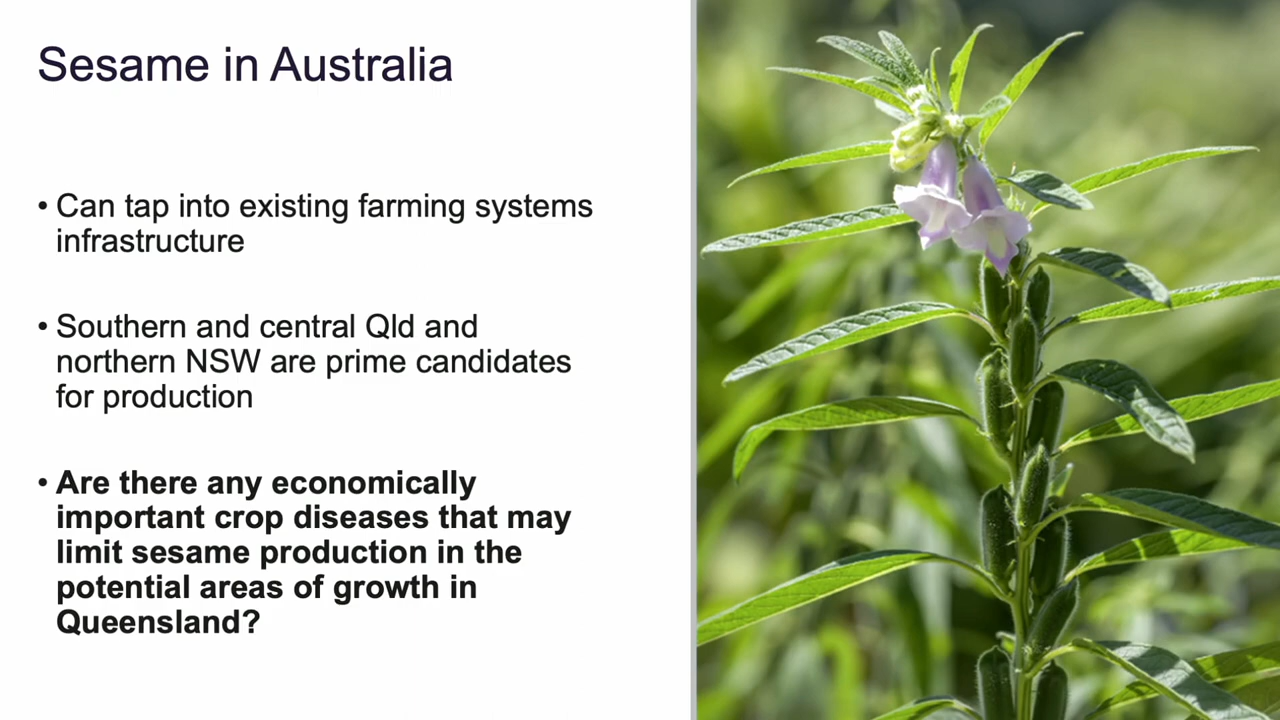 Sesame in Australia
• Can tap into existing farming systems
infrastructure
• Southern and central Qld and
northern NSW are prime candidates
for production
• Are there any economically
important crop diseases that may
limit sesame production in the
potential areas of growth in
Queensland?